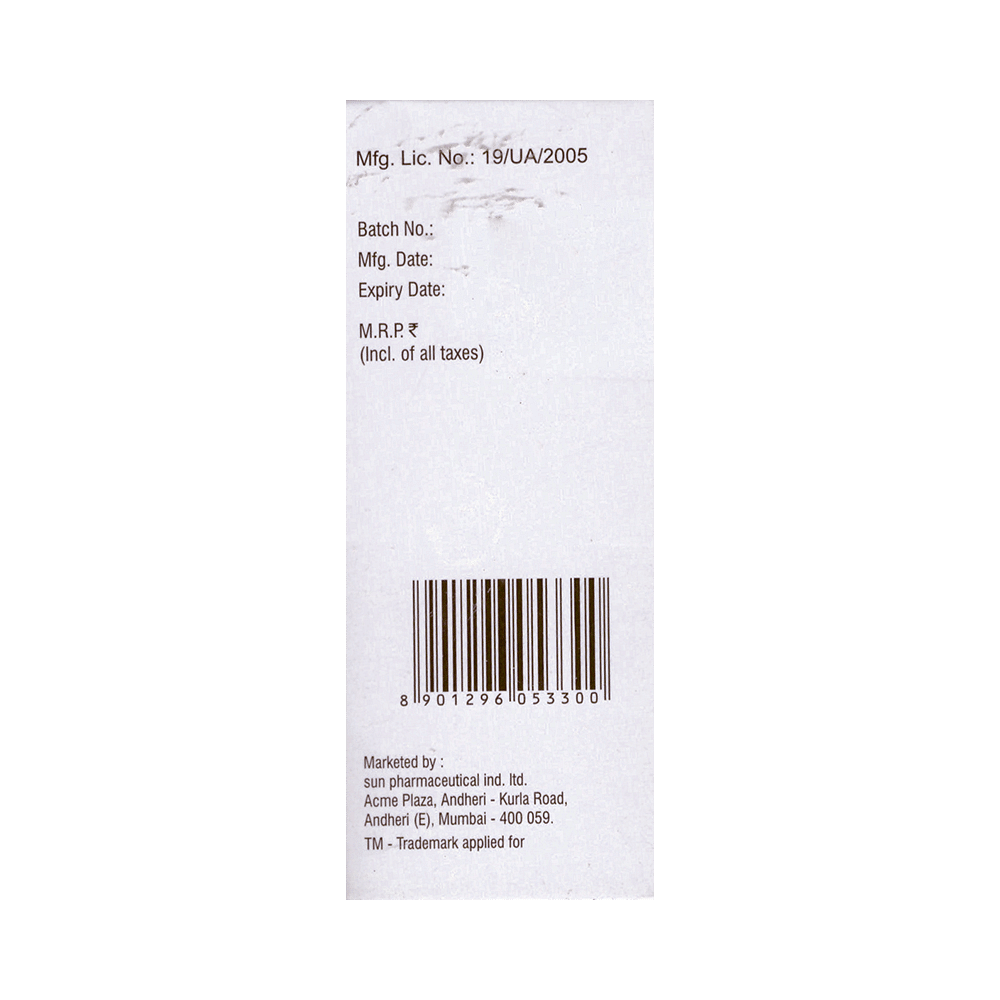 Mfg. Lic. No.: 19/UA/2005
Batch No.:
Mfg. Date:
Expiry Date:
M.R.P. ₹
(Incl. of all taxes)
8 901296 053300
Marketed by :
sun pharmaceutical ind. ltd.
Acme Plaza, Andheri - Kurla Road,
Andheri (E), Mumbai - 400 059.
TM - Trademark applied for